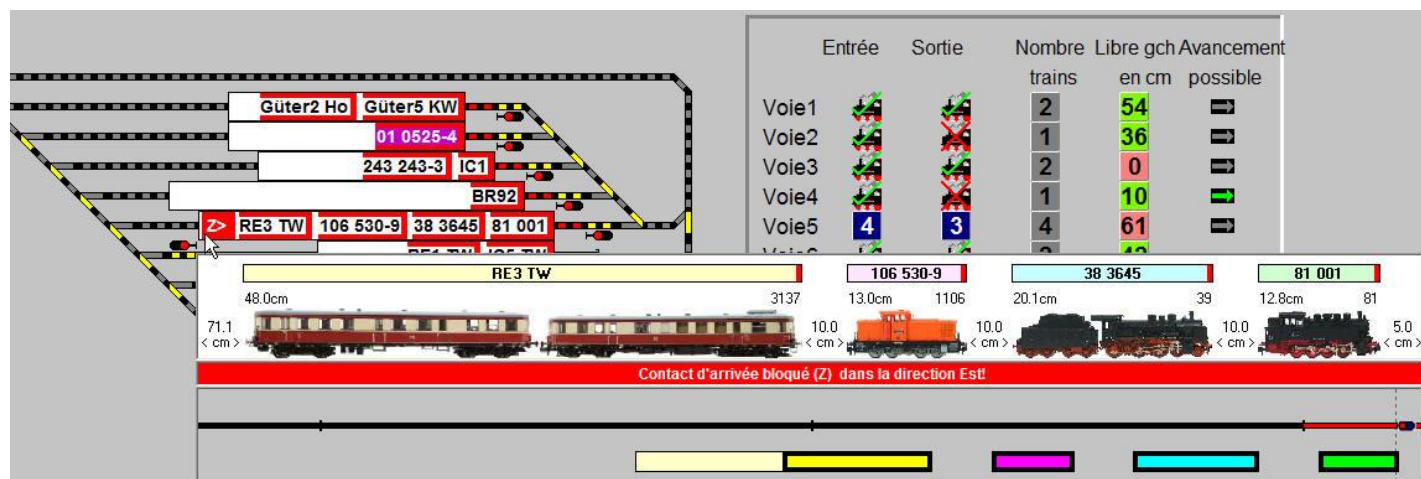 Entrée Sortie Nombre Libre gch Avancement
trains en cm possible
Güter2 Ho Güter5 KW
Voie1 2 54
01 0525-4
Voie2 1 36
243 243-3 IC1
Voie3 2 0
BR92
Voie4 1 10
Z> RE3 TW 106 530-9 38 3645 81 001
Voie5 4 3 4 61
RE3 TW 106 530-9 38 3645 81 001
48.0cm 3137 13.0cm 1106 20.1cm 39 12.8cm 81
71.1 10.0 10.0 10.0 5.0
< cm > < cm > < cm > < cm > < cm >
Contact d'arrivée bloqué (Z) dans la direction Est!